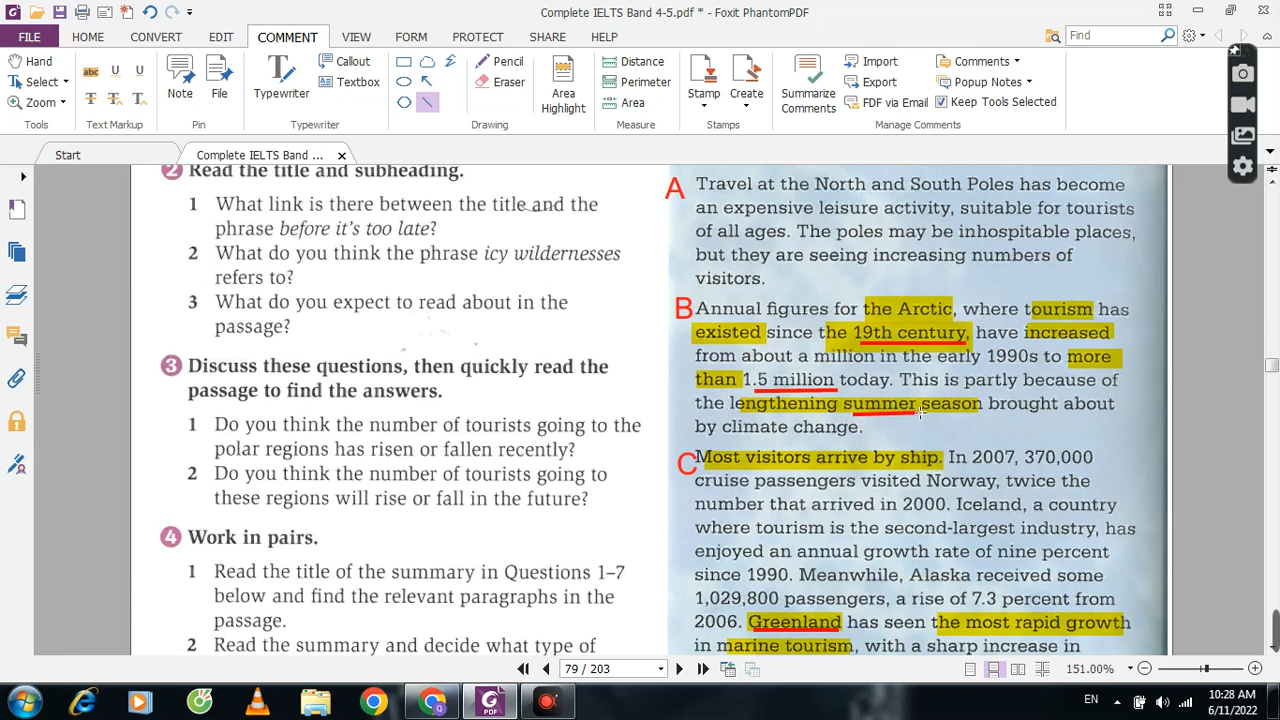 Complete IELTS Band 4-5.pdf * - Foxit PhantomPDF
FILE HOME CONVERT EDIT COMMENT VIEW FORM PROTECT SHARE HELP Find
Hand
Select
Zoom
Tools
abc U U
T T T
Text Markup
Note
File
Pin
Typewriter
Callout
Textbox
Typewriter
Pencil
Eraser
Drawing
Area Highlight
Distance
Perimeter
Area
Measure
Stamp
Create
Stamps
Summarize Comments
Import
Export
FDF via Email
Comments
Popup Notes
Keep Tools Selected
Manage Comments
Start
Complete IELTS Band ...
2 Read the title and subheading.
1 What link is there between the title and the
phrase before it's too late?
2 What do you think the phrase icy wildernesses
refers to?
3 What do you expect to read about in the
passage?
3 Discuss these questions, then quickly read the
passage to find the answers.
1 Do you think the number of tourists going to the
polar regions has risen or fallen recently?
2 Do you think the number of tourists going to
these regions will rise or fall in the future?
4 Work in pairs.
1 Read the title of the summary in Questions 1–7
below and find the relevant paragraphs in the
passage.
2 Read the summary and decide what type of
A Travel at the North and South Poles has become
an expensive leisure activity, suitable for tourists
of all ages. The poles may be inhospitable places,
but they are seeing increasing numbers of
visitors.
B Annual figures for the Arctic, where tourism has
existed since the 19th century, have increased
from about a million in the early 1990s to more
than 1.5 million today. This is partly because of
the lengthening summer season brought about
by climate change.
C Most visitors arrive by ship. In 2007, 370,000
cruise passengers visited Norway, twice the
number that arrived in 2000. Iceland, a country
where tourism is the second-largest industry, has
enjoyed an annual growth rate of nine percent
since 1990. Meanwhile, Alaska received some
1,029,800 passengers, a rise of 7.3 percent from
2006. Greenland has seen the most rapid growth
in marine tourism, with a sharp increase in
79 / 203
151.00%
EN
10:28 AM
6/11/2022